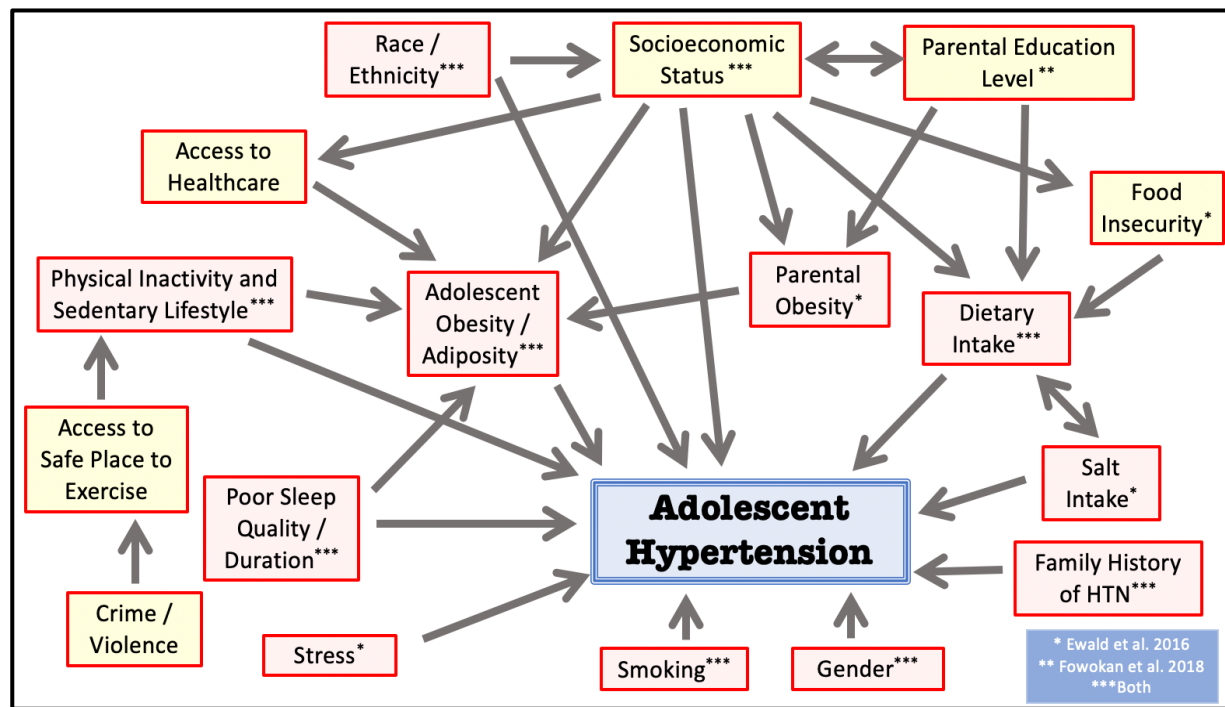 Race /
Ethnicity***
Socioeconomic
Status***
Parental Education
Level**
Access to
Healthcare
Food
Insecurity*
Physical Inactivity and
Sedentary Lifestyle***
Adolescent
Obesity /
Adiposity***
Parental
Obesity*
Dietary
Intake***
Access to
Safe Place to
Exercise
Poor Sleep
Quality /
Duration***
Adolescent
Hypertension
Salt
Intake*
Family History
of HTN***
Crime /
Violence
Stress*
Smoking***
Gender***
* Ewald et al. 2016
** Fowokan et al. 2018
***Both